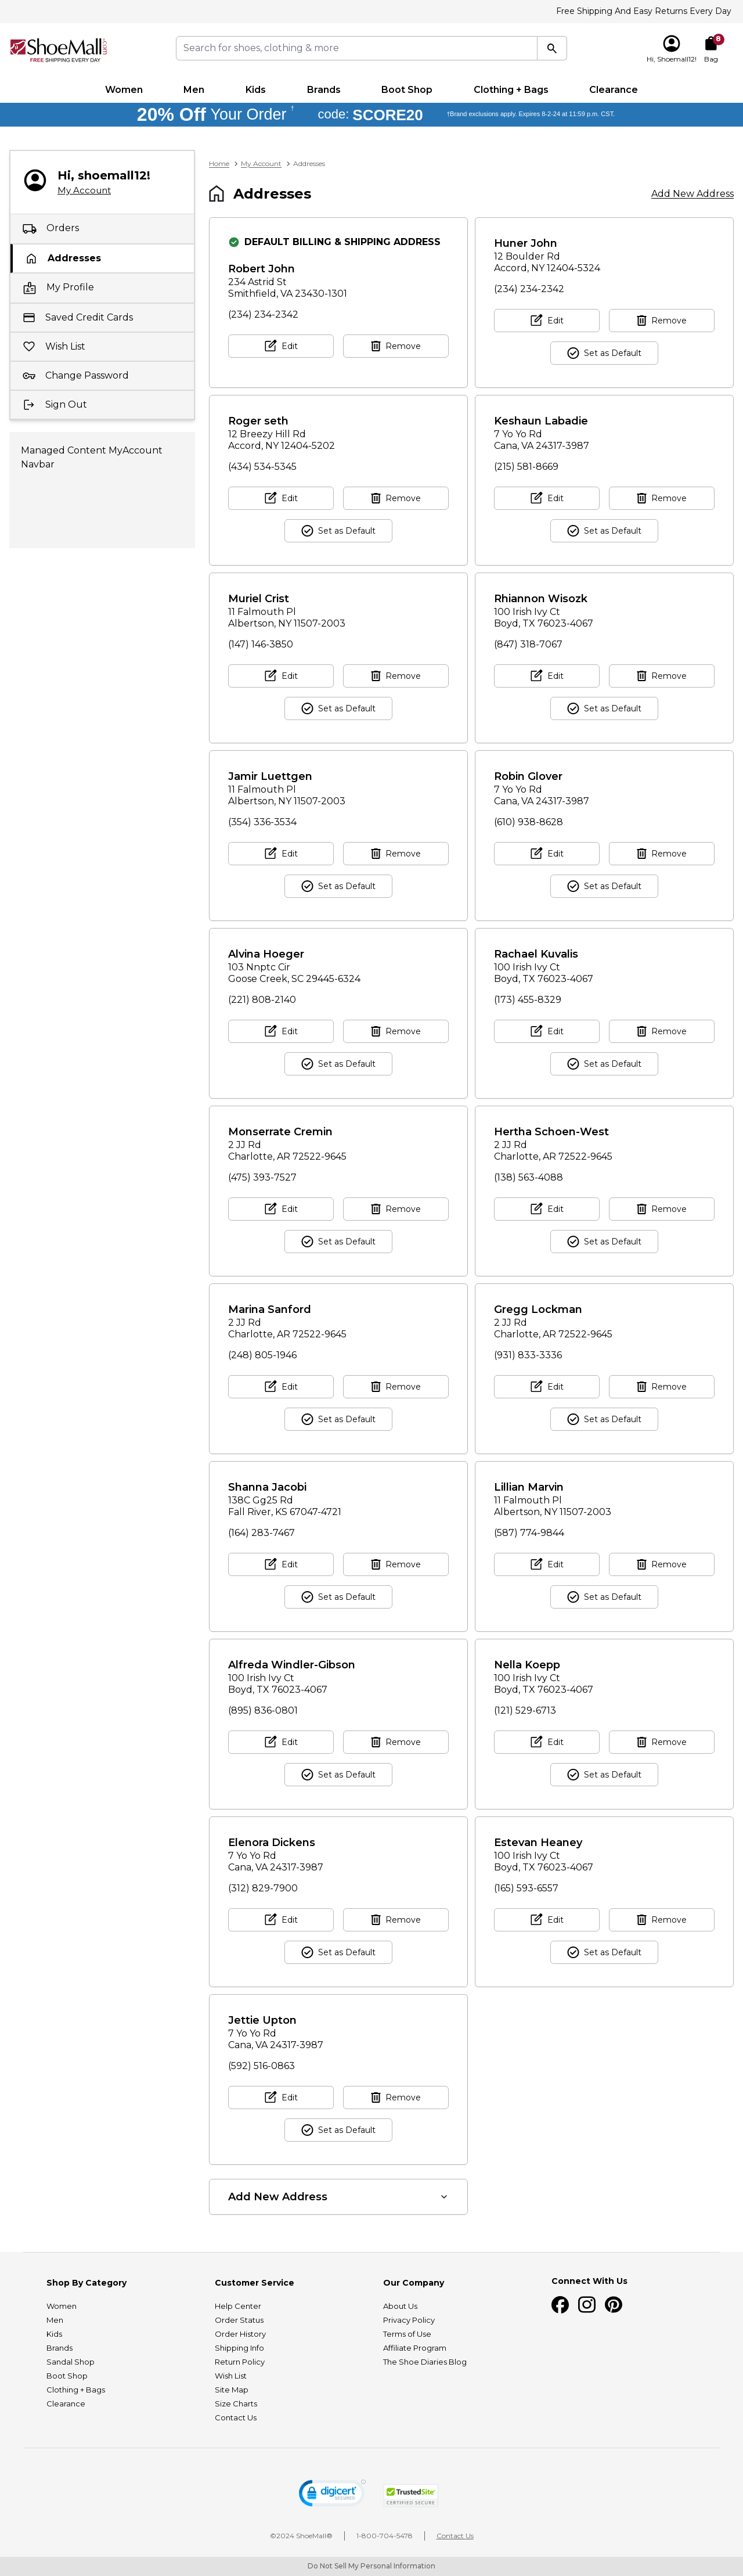 Free Shipping And Easy Returns Every Day
ShoeMall.com
FREE SHIPPING EVERY DAY
Search for shoes, clothing & more
Hi, Shoemall12!
8
Bag
Women
Men
Kids
Brands
Boot Shop
Clothing + Bags
Clearance
20% Off Your Order † code: SCORE20 †Brand exclusions apply. Expires 8-2-24 at 11:59 p.m. CST.
Hi, shoemall12!
My Account
Orders
Addresses
My Profile
Saved Credit Cards
Wish List
Change Password
Sign Out
Managed Content MyAccount
Navbar
Home > My Account > Addresses
Addresses
Add New Address
DEFAULT BILLING & SHIPPING ADDRESS
Robert John
234 Astrid St
Smithfield, VA 23430-1301
(234) 234-2342
Edit
Remove
Huner John
12 Boulder Rd
Accord, NY 12404-5324
(234) 234-2342
Edit
Remove
Set as Default
Roger seth
12 Breezy Hill Rd
Accord, NY 12404-5202
(434) 534-5345
Edit
Remove
Set as Default
Keshaun Labadie
7 Yo Yo Rd
Cana, VA 24317-3987
(215) 581-8669
Edit
Remove
Set as Default
Muriel Crist
11 Falmouth Pl
Albertson, NY 11507-2003
(147) 146-3850
Edit
Remove
Set as Default
Rhiannon Wisozk
100 Irish Ivy Ct
Boyd, TX 76023-4067
(847) 318-7067
Edit
Remove
Set as Default
Jamir Luettgen
11 Falmouth Pl
Albertson, NY 11507-2003
(354) 336-3534
Edit
Remove
Set as Default
Robin Glover
7 Yo Yo Rd
Cana, VA 24317-3987
(610) 938-8628
Edit
Remove
Set as Default
Alvina Hoeger
103 Nnptc Cir
Goose Creek, SC 29445-6324
(221) 808-2140
Edit
Remove
Set as Default
Rachael Kuvalis
100 Irish Ivy Ct
Boyd, TX 76023-4067
(173) 455-8329
Edit
Remove
Set as Default
Monserrate Cremin
2 JJ Rd
Charlotte, AR 72522-9645
(475) 393-7527
Edit
Remove
Set as Default
Hertha Schoen-West
2 JJ Rd
Charlotte, AR 72522-9645
(138) 563-4088
Edit
Remove
Set as Default
Marina Sanford
2 JJ Rd
Charlotte, AR 72522-9645
(248) 805-1946
Edit
Remove
Set as Default
Gregg Lockman
2 JJ Rd
Charlotte, AR 72522-9645
(931) 833-3336
Edit
Remove
Set as Default
Shanna Jacobi
138C Gg25 Rd
Fall River, KS 67047-4721
(164) 283-7467
Edit
Remove
Set as Default
Lillian Marvin
11 Falmouth Pl
Albertson, NY 11507-2003
(587) 774-9844
Edit
Remove
Set as Default
Alfreda Windler-Gibson
100 Irish Ivy Ct
Boyd, TX 76023-4067
(895) 836-0801
Edit
Remove
Set as Default
Nella Koepp
100 Irish Ivy Ct
Boyd, TX 76023-4067
(121) 529-6713
Edit
Remove
Set as Default
Elenora Dickens
7 Yo Yo Rd
Cana, VA 24317-3987
(312) 829-7900
Edit
Remove
Set as Default
Estevan Heaney
100 Irish Ivy Ct
Boyd, TX 76023-4067
(165) 593-6557
Edit
Remove
Set as Default
Jettie Upton
7 Yo Yo Rd
Cana, VA 24317-3987
(592) 516-0863
Edit
Remove
Set as Default
Add New Address
Shop By Category
Women
Men
Kids
Brands
Sandal Shop
Boot Shop
Clothing + Bags
Clearance
Customer Service
Help Center
Order Status
Order History
Shipping Info
Return Policy
Wish List
Site Map
Size Charts
Contact Us
Our Company
About Us
Privacy Policy
Terms of Use
Affiliate Program
The Shoe Diaries Blog
Connect With Us
digicert
SECURED
TrustedSite
CERTIFIED SECURE
©2024 ShoeMall®
1-800-704-5478
Contact Us
Do Not Sell My Personal Information